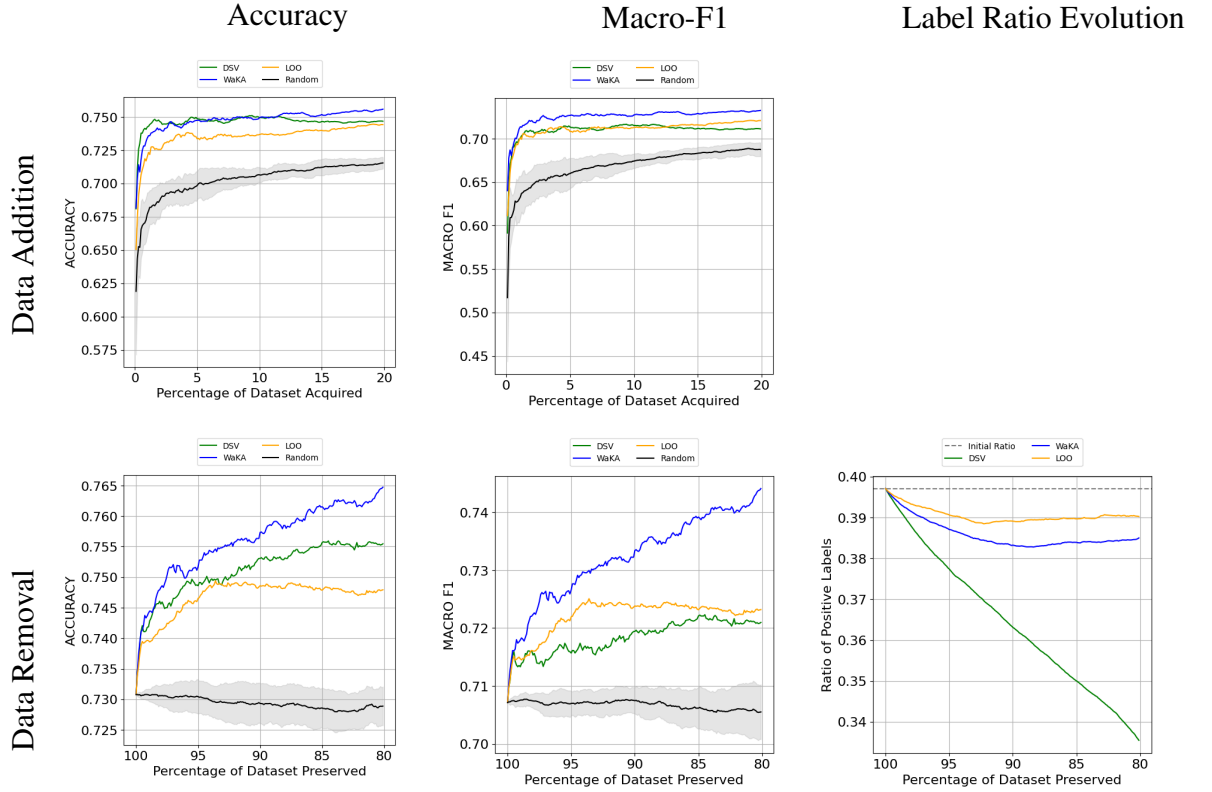 Accuracy
Macro-F1
Label Ratio Evolution
Data Addition
DSV
LOO
WaKA
Random
ACCURACY
0.750
0.725
0.700
0.675
0.650
0.625
0.600
0.575
0 5 10 15 20
Percentage of Dataset Acquired
DSV
LOO
WaKA
Random
MACRO F1
0.70
0.65
0.60
0.55
0.50
0.45
0 5 10 15 20
Percentage of Dataset Acquired
Data Removal
DSV
LOO
WaKA
Random
ACCURACY
0.765
0.760
0.755
0.750
0.745
0.740
0.735
0.730
0.725
100 95 90 85 80
Percentage of Dataset Preserved
DSV
LOO
WaKA
Random
MACRO F1
0.74
0.73
0.72
0.71
0.70
100 95 90 85 80
Percentage of Dataset Preserved
Initial Ratio
WaKA
DSV
LOO
Ratio of Positive Labels
0.40
0.39
0.38
0.37
0.36
0.35
0.34
100 95 90 85 80
Percentage of Dataset Preserved